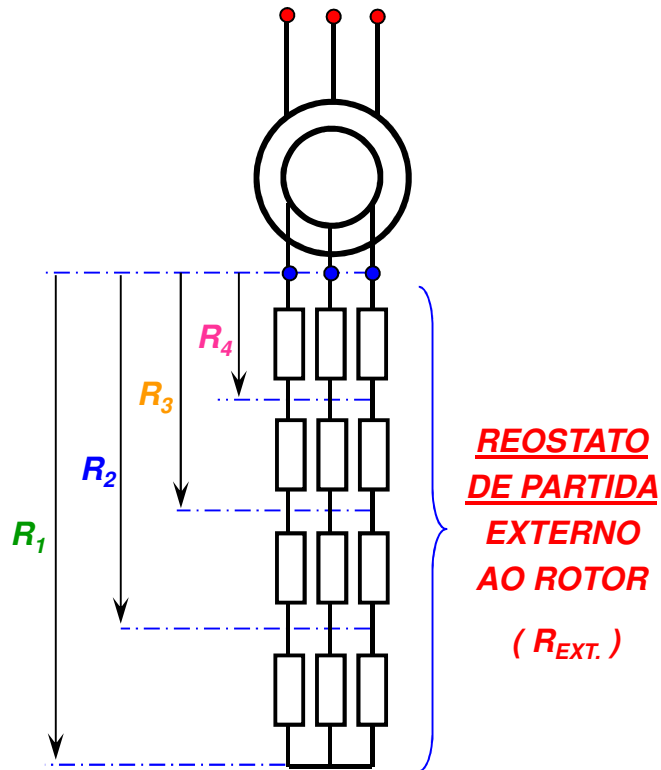 R4
R3
R2
R1
REOSTATO
DE PARTIDA
EXTERNO
AO ROTOR
( REXT. )